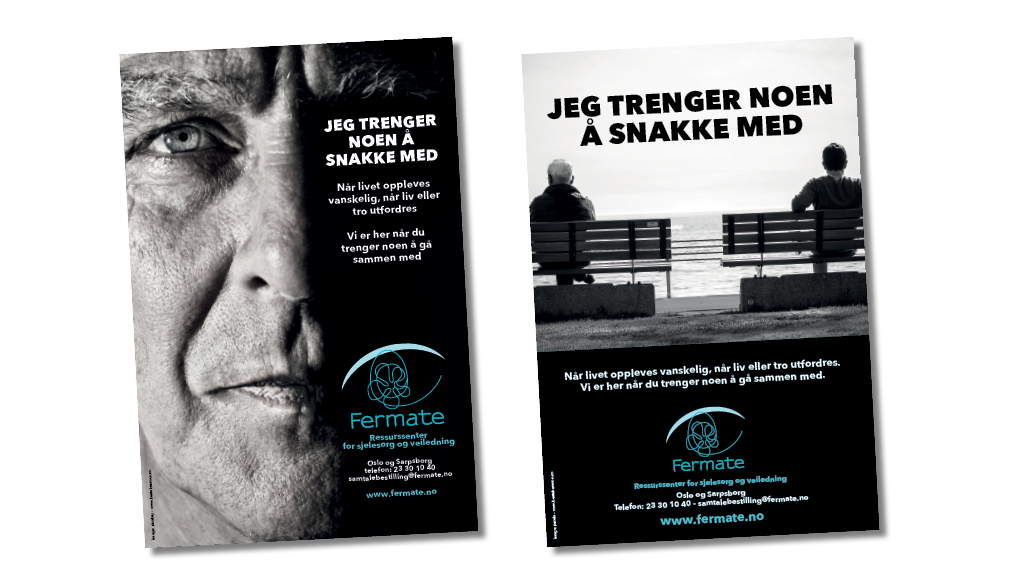 JEG TRENGER
NOEN Å
SNAKKE MED
Når livet oppleves
vanskelig, når liv eller
tro utfordres
Vi er her når du
trenger noen å gå
sammen med
Fermate
Ressurssenter
for sjelesorg og veiledning
Oslo og Sarpsborg
telefon: 23 30 10 40
samtalebestilling@fermate.no
www.fermate.no
JEG TRENGER NOEN
Å SNAKKE MED
Når livet oppleves vanskelig, når liv eller tro utfordres.
Vi er her når du trenger noen å gå sammen med.
Fermate
Ressurssenter for sjelesorg og veiledning
Oslo og Sarpsborg
Telefon: 23 30 10 40 - samtalebestilling@fermate.no
www.fermate.no